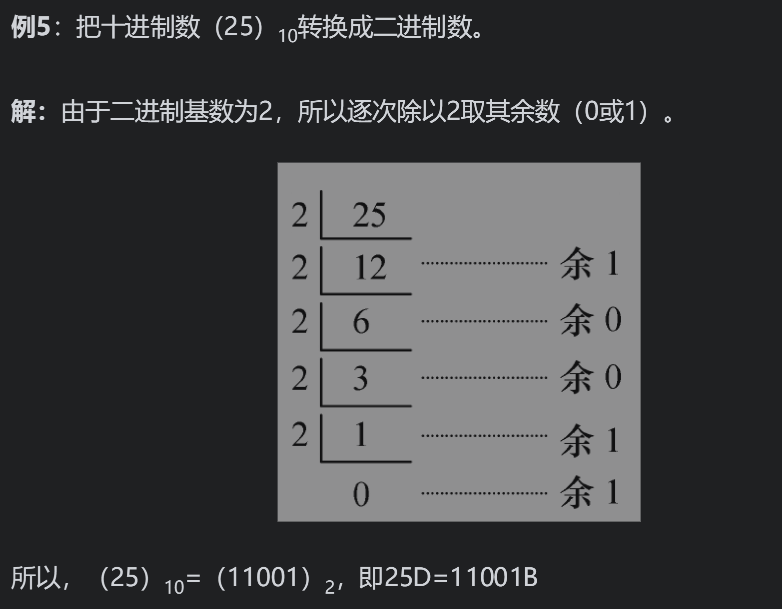 例5：把十进制数（25）10转换成二进制数。
解：由于二进制基数为2，所以逐次除以2取其余数（0或1）。
2 25
2 12 ………… 余 1
2 6 ………… 余 0
2 3 ………… 余 0
2 1 ………… 余 1
0 ………… 余 1
所以，（25）10=（11001）2，即25D=11001B